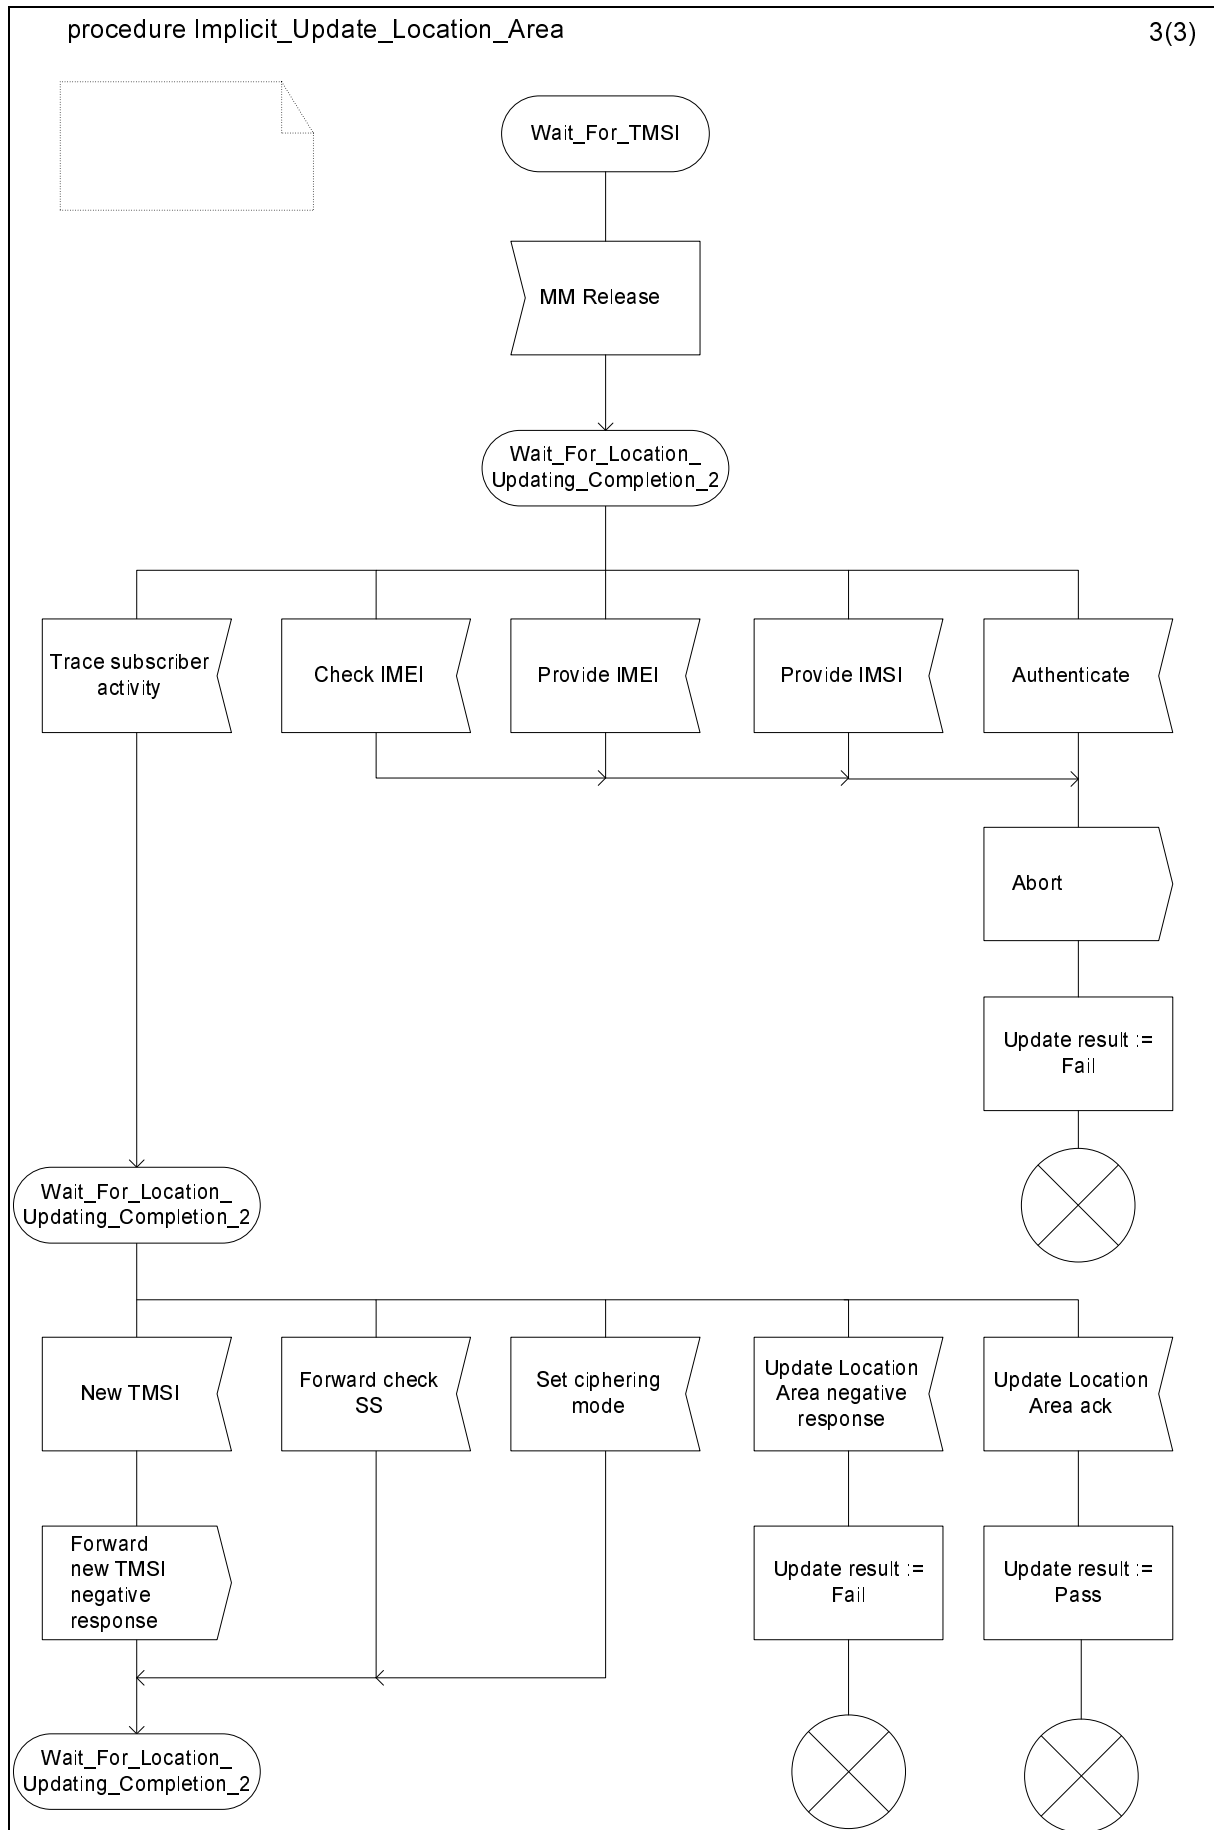 procedure Implicit_Update_Location_Area
3(3)
Wait_For_TMSI
MM Release
Wait_For_Location_
Updating_Completion_2
Trace subscriber
activity
Check IMEI
Provide IMEI
Provide IMSI
Authenticate
Abort
Update result :=
Fail
Wait_For_Location_
Updating_Completion_2
New TMSI
Forward check
SS
Set ciphering
mode
Update Location
Area negative
response
Update Location
Area ack
Forward
new TMSI
negative
response
Update result :=
Fail
Update result :=
Pass
Wait_For_Location_
Updating_Completion_2